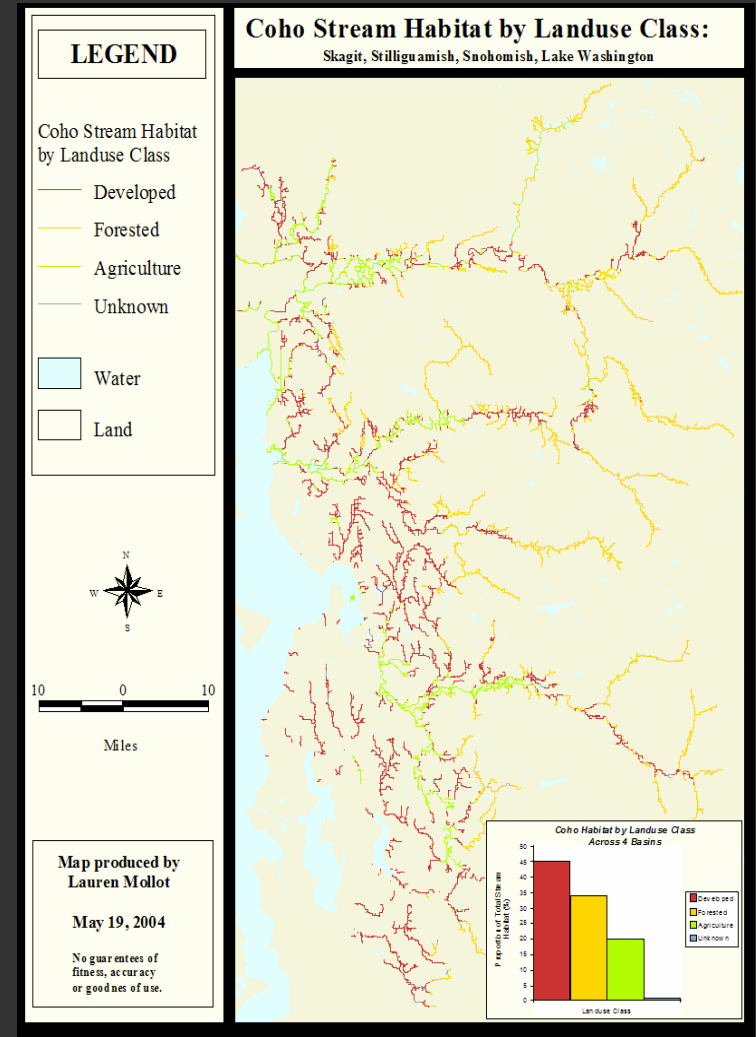 LEGEND
Coho Stream Habitat
by Landuse Class
Developed
Forested
Agriculture
Unknown
Water
Land
N
W E
S
10 0 10
Miles
Map produced by
Lauren Mollot
May 19, 2004
No guarentees of
fitness, accuracy
or goodnes of use.
Coho Stream Habitat by Landuse Class:
Skagit, Stilliguamish, Snohomish, Lake Washington
Coho Habitat by Landuse Class
Across 4 Basins
Proportion of Total Stream
Habitat (%)
50
45
40
35
30
25
20
15
10
5
0
Landuse Class
Developed
Forested
Agriculture
Unknown